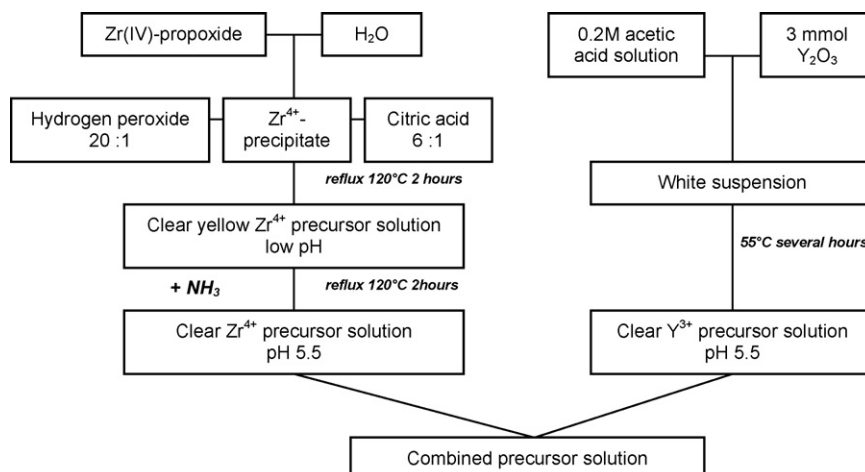 Zr(IV)-propoxide
H₂O
0.2M acetic
acid solution
3 mmol
Y₂O₃
Hydrogen peroxide
20 :1
Zr⁴⁺-
precipitate
Citric acid
6 :1
reflux 120°C 2 hours
White suspension
Clear yellow Zr⁴⁺ precursor solution
low pH
55°C several hours
+ NH₃
reflux 120°C 2hours
Clear Zr⁴⁺ precursor solution
pH 5.5
Clear Y³⁺ precursor solution
pH 5.5
Combined precursor solution